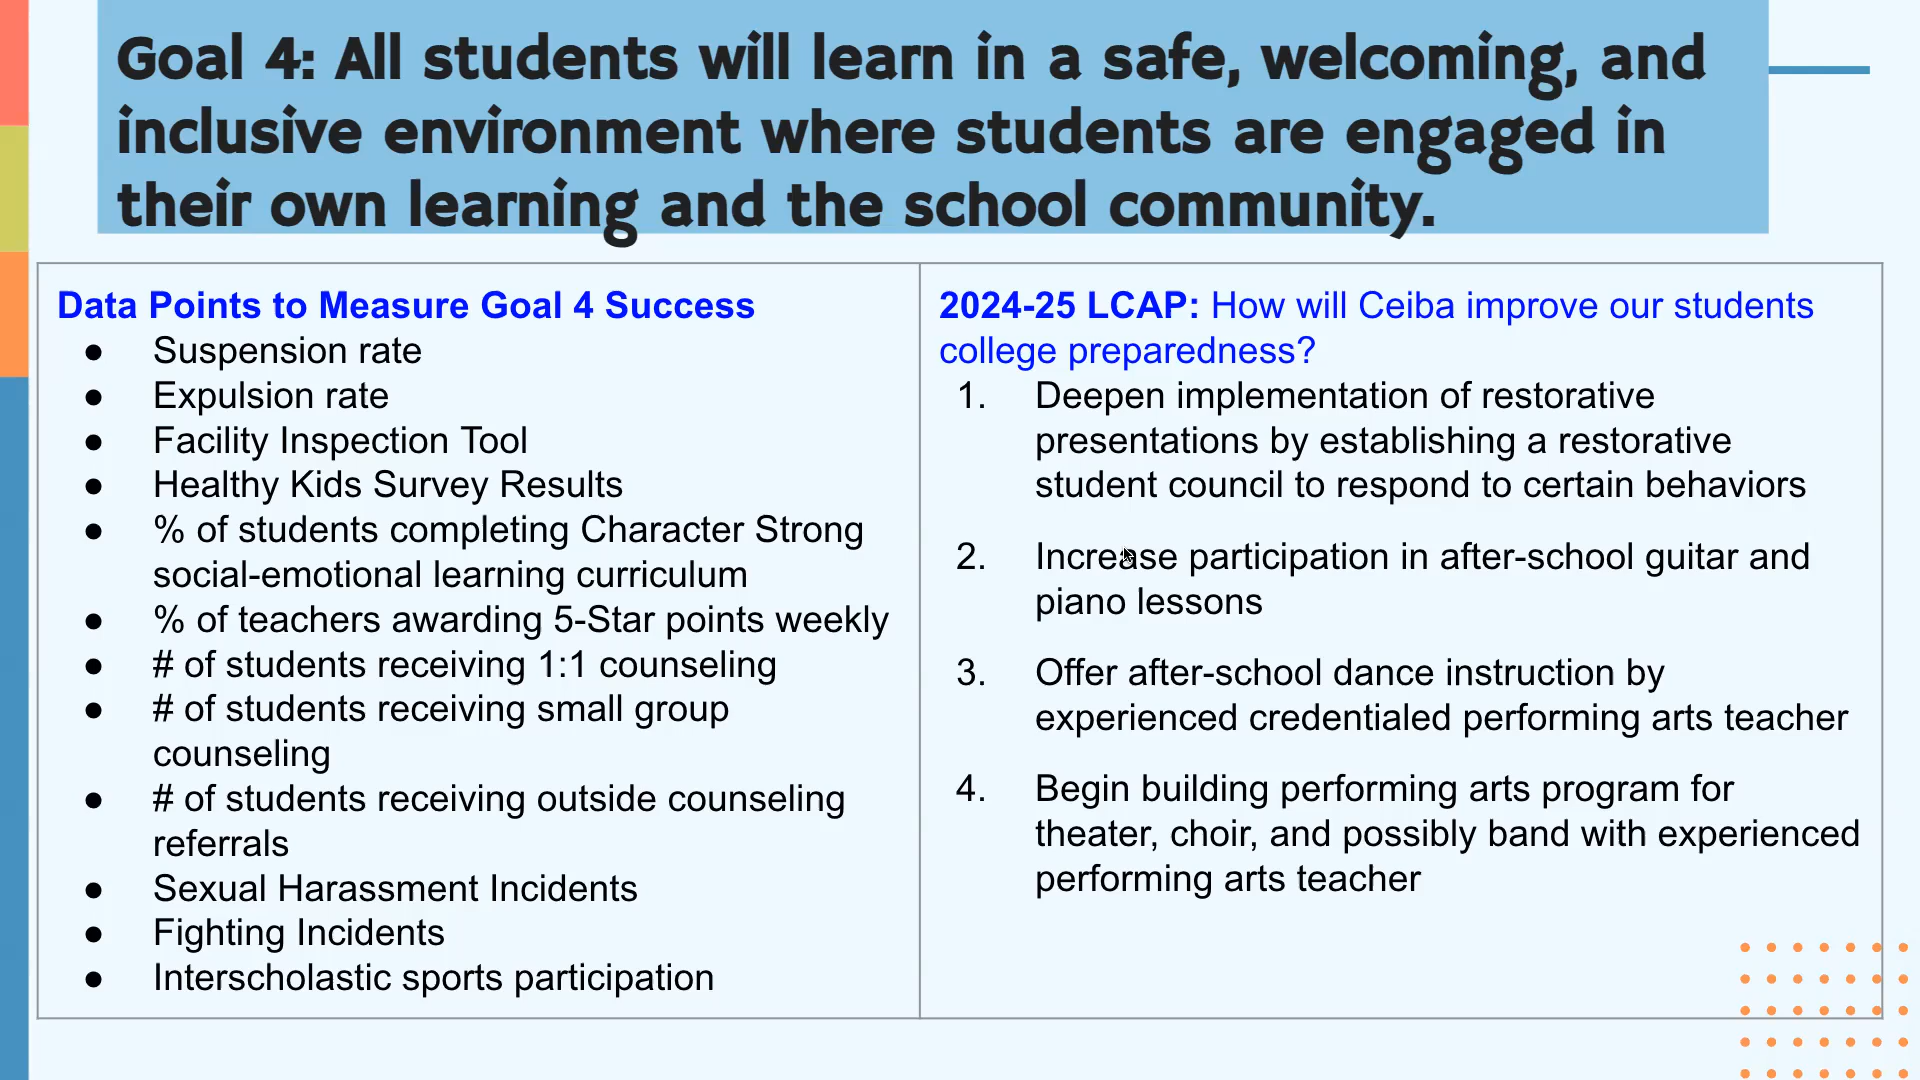 Goal 4: All students will learn in a safe, welcoming, and
inclusive environment where students are engaged in
their own learning and the school community.
Data Points to Measure Goal 4 Success
● Suspension rate
● Expulsion rate
● Facility Inspection Tool
● Healthy Kids Survey Results
● % of students completing Character Strong
social-emotional learning curriculum
● % of teachers awarding 5-Star points weekly
● # of students receiving 1:1 counseling
● # of students receiving small group
counseling
● # of students receiving outside counseling
referrals
● Sexual Harassment Incidents
● Fighting Incidents
● Interscholastic sports participation
2024-25 LCAP: How will Ceiba improve our students
college preparedness?
1. Deepen implementation of restorative
presentations by establishing a restorative
student council to respond to certain behaviors
2. Increase participation in after-school guitar and
piano lessons
3. Offer after-school dance instruction by
experienced credentialed performing arts teacher
4. Begin building performing arts program for
theater, choir, and possibly band with experienced
performing arts teacher